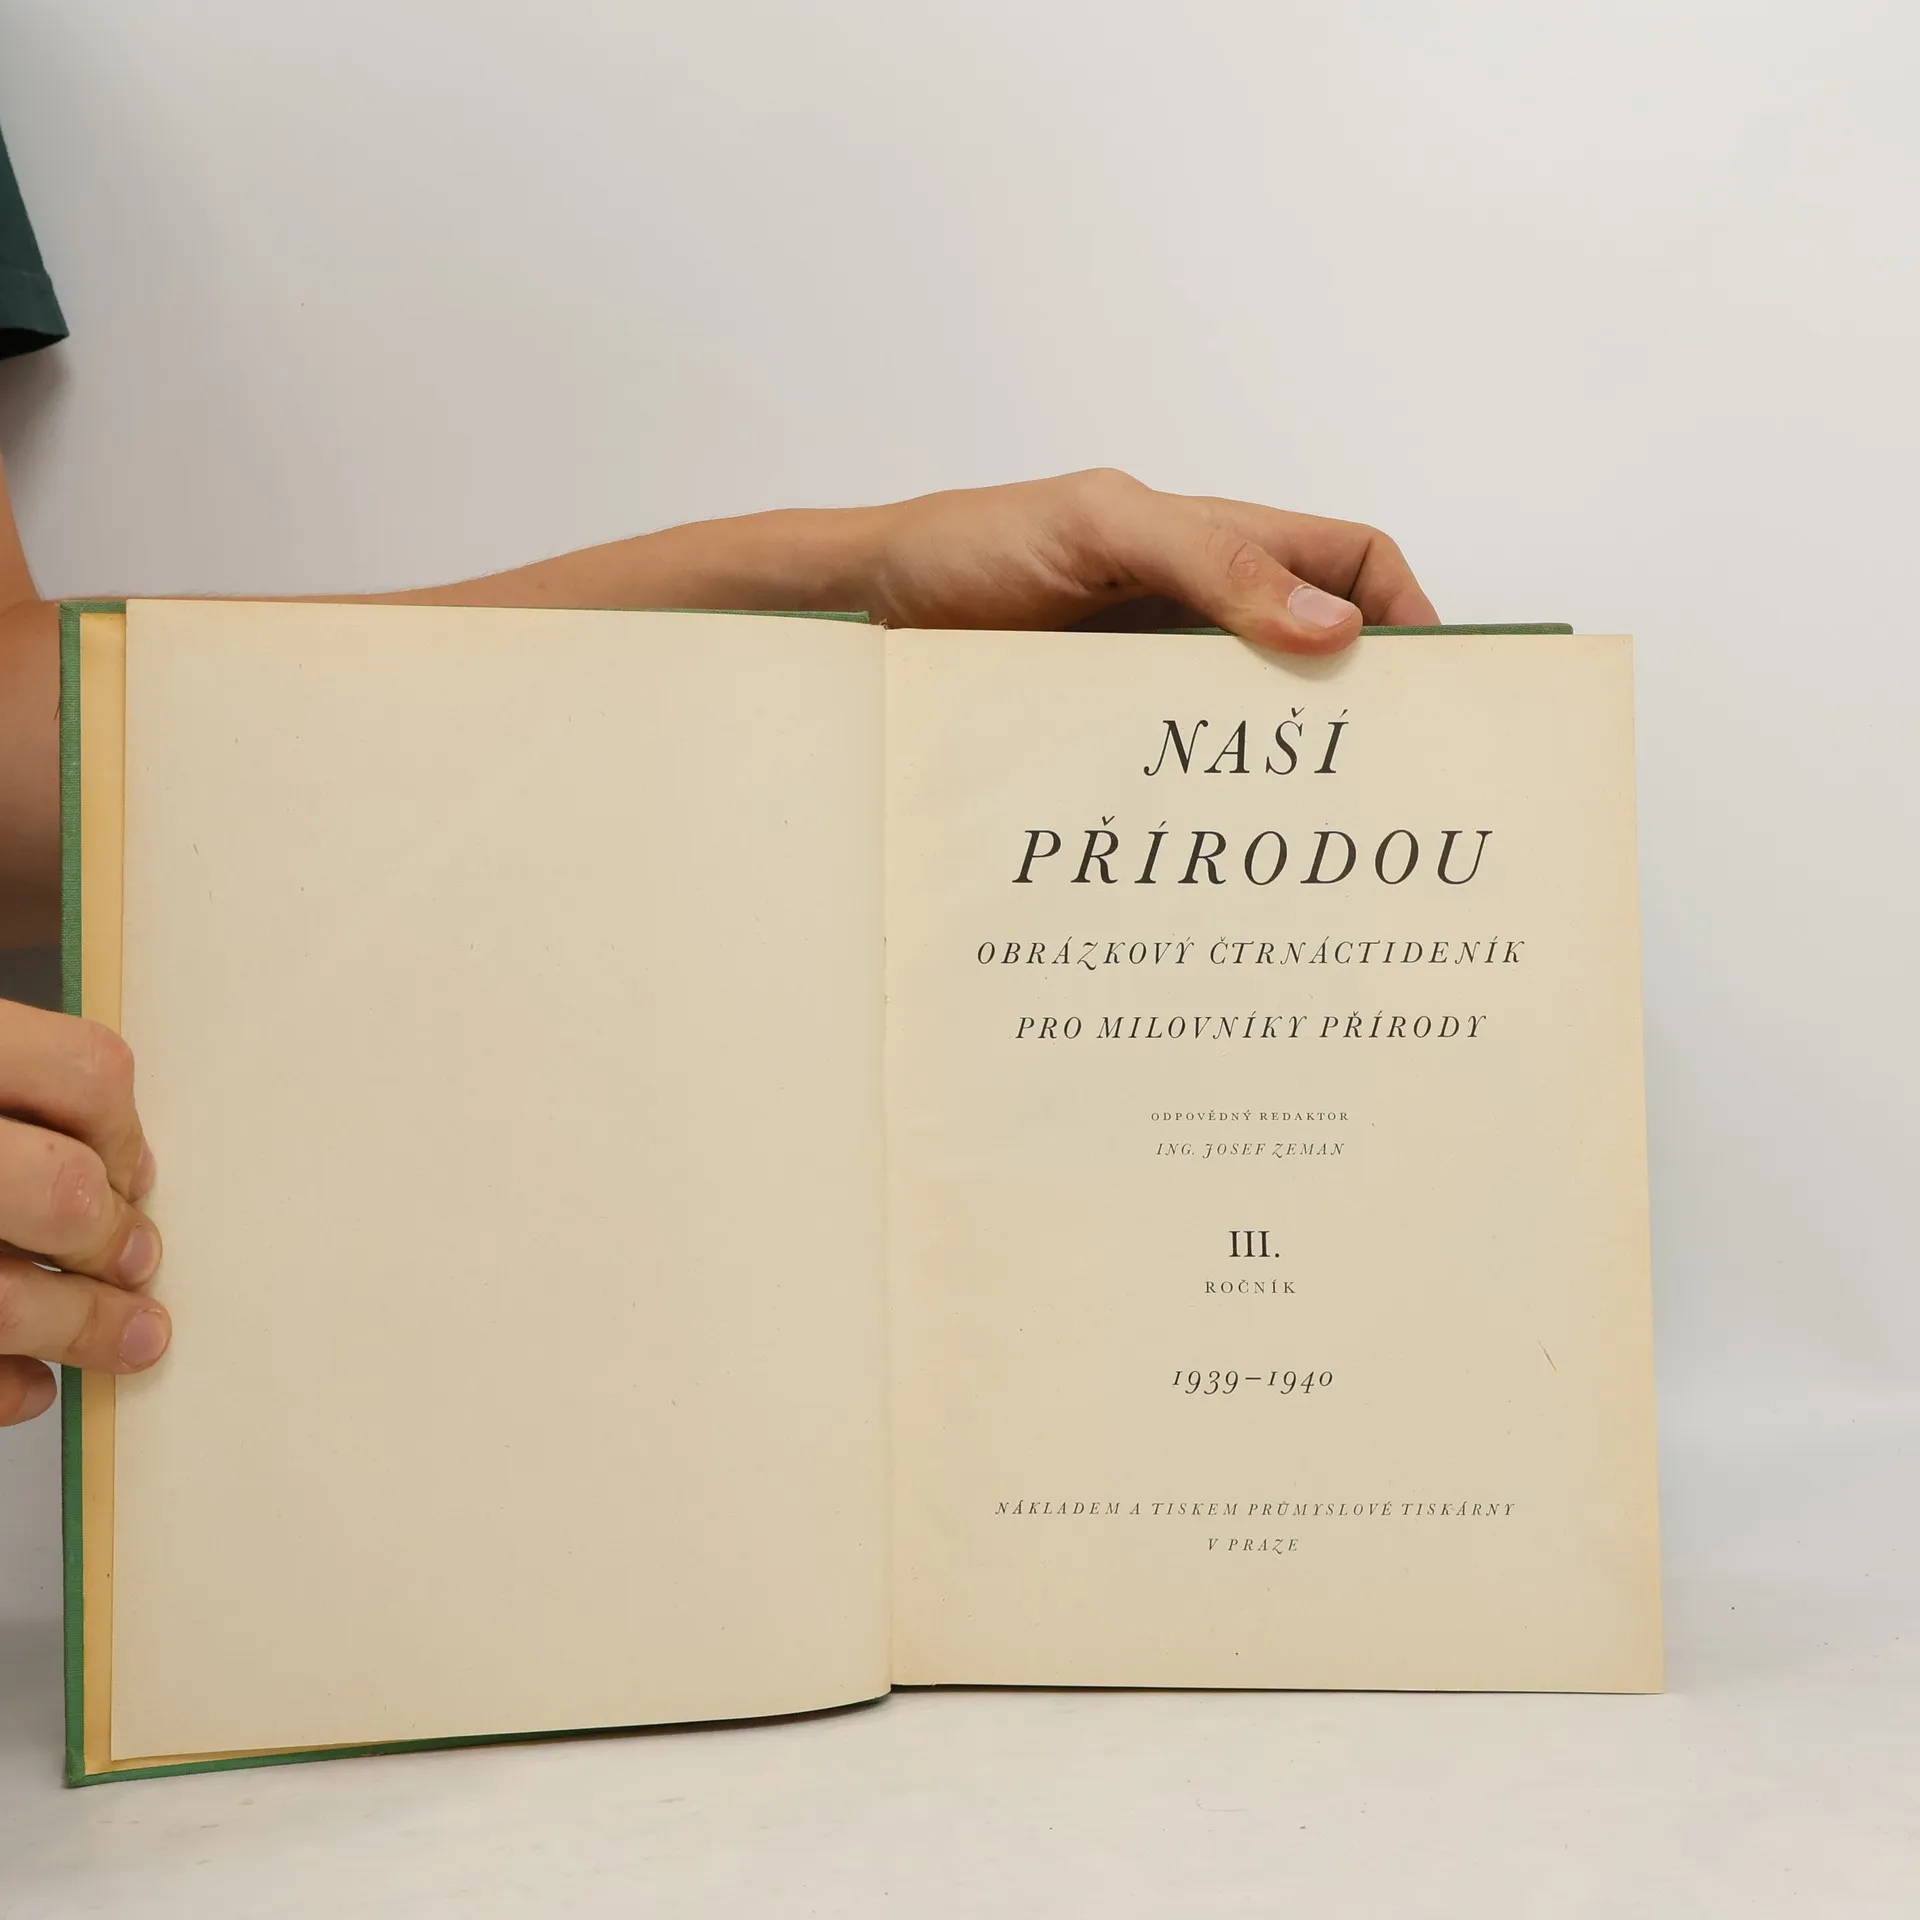 NAŠÍ
PŘÍRODOU
OBRÁZKOVÝ ČTRNÁCTIDENÍK
PRO MILOVNÍKY PŘÍRODY
ODPOVĚDNÝ REDAKTOR
ING. JOSEF ZEMAN
III.
ROČNÍK
1939–1940
NÁKLADEM A TISKEM PRŮMYSLOVÉ TISKÁRNY
V PRAZE